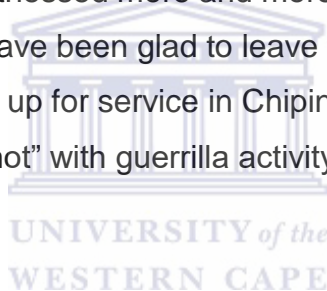 more and more
ave been glad to leave
up for service in Chipin
ot” with guerrilla activity
UNIVERSITY of the
WESTERN CAPE